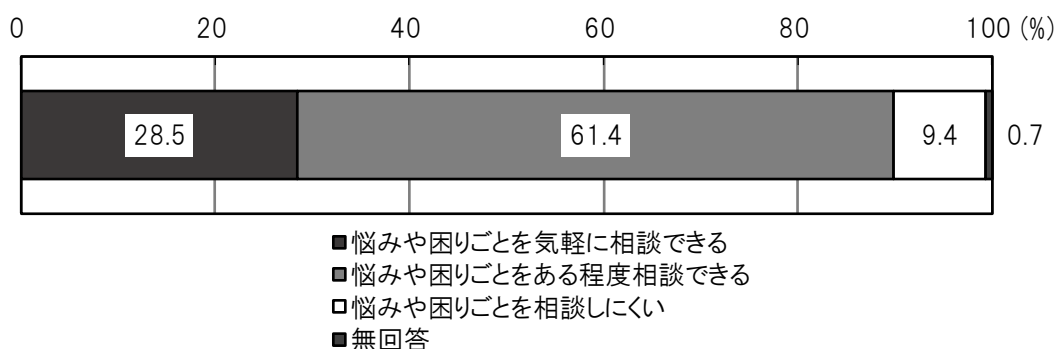 0 20 40 60 80 100 (%)
28.5 61.4 9.4 0.7
■悩みや困りごとを気軽に相談できる
■悩みや困りごとをある程度相談できる
□悩みや困りごとを相談しにくい
■無回答